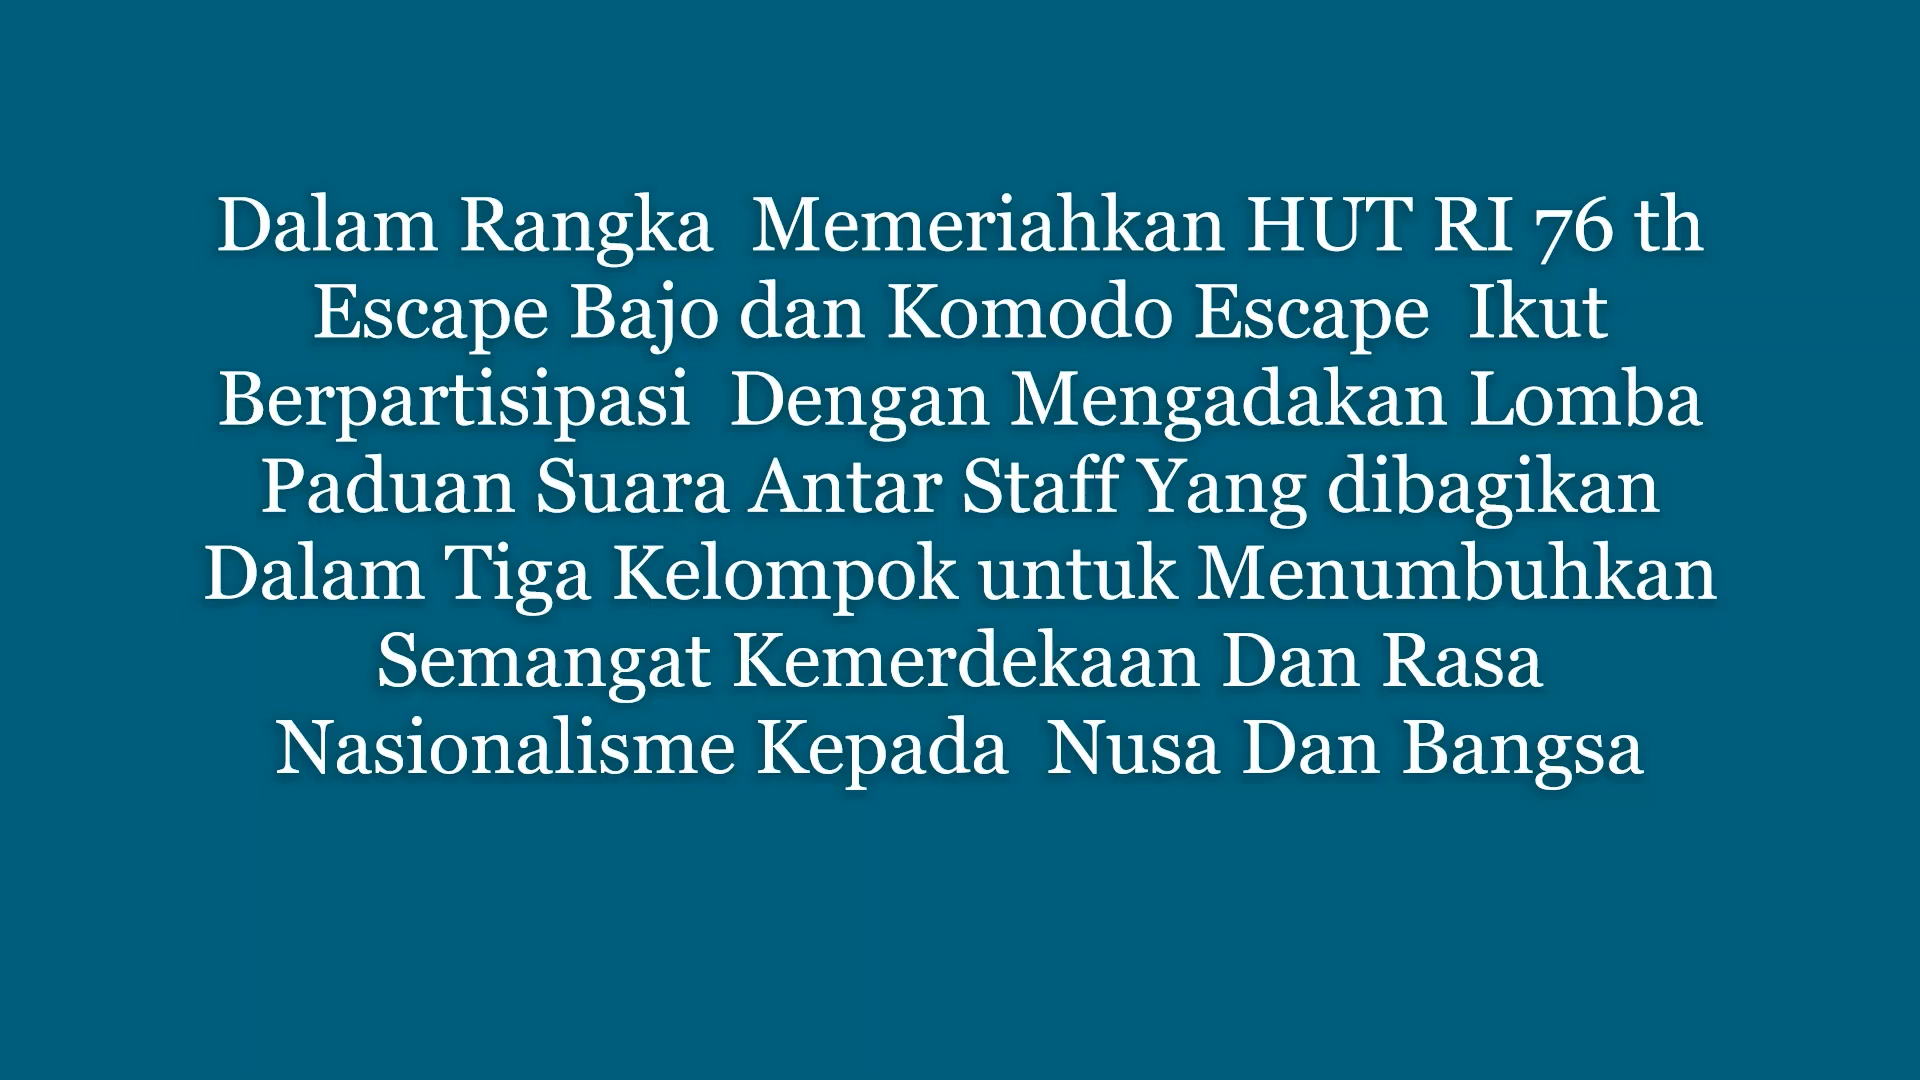 Dalam Rangka  Memeriahkan HUT RI 76 th
Escape Bajo dan Komodo Escape  Ikut
Berpartisipasi  Dengan Mengadakan Lomba
Paduan Suara Antar Staff Yang dibagikan
Dalam Tiga Kelompok untuk Menumbuhkan
Semangat Kemerdekaan Dan Rasa
Nasionalisme Kepada  Nusa Dan Bangsa